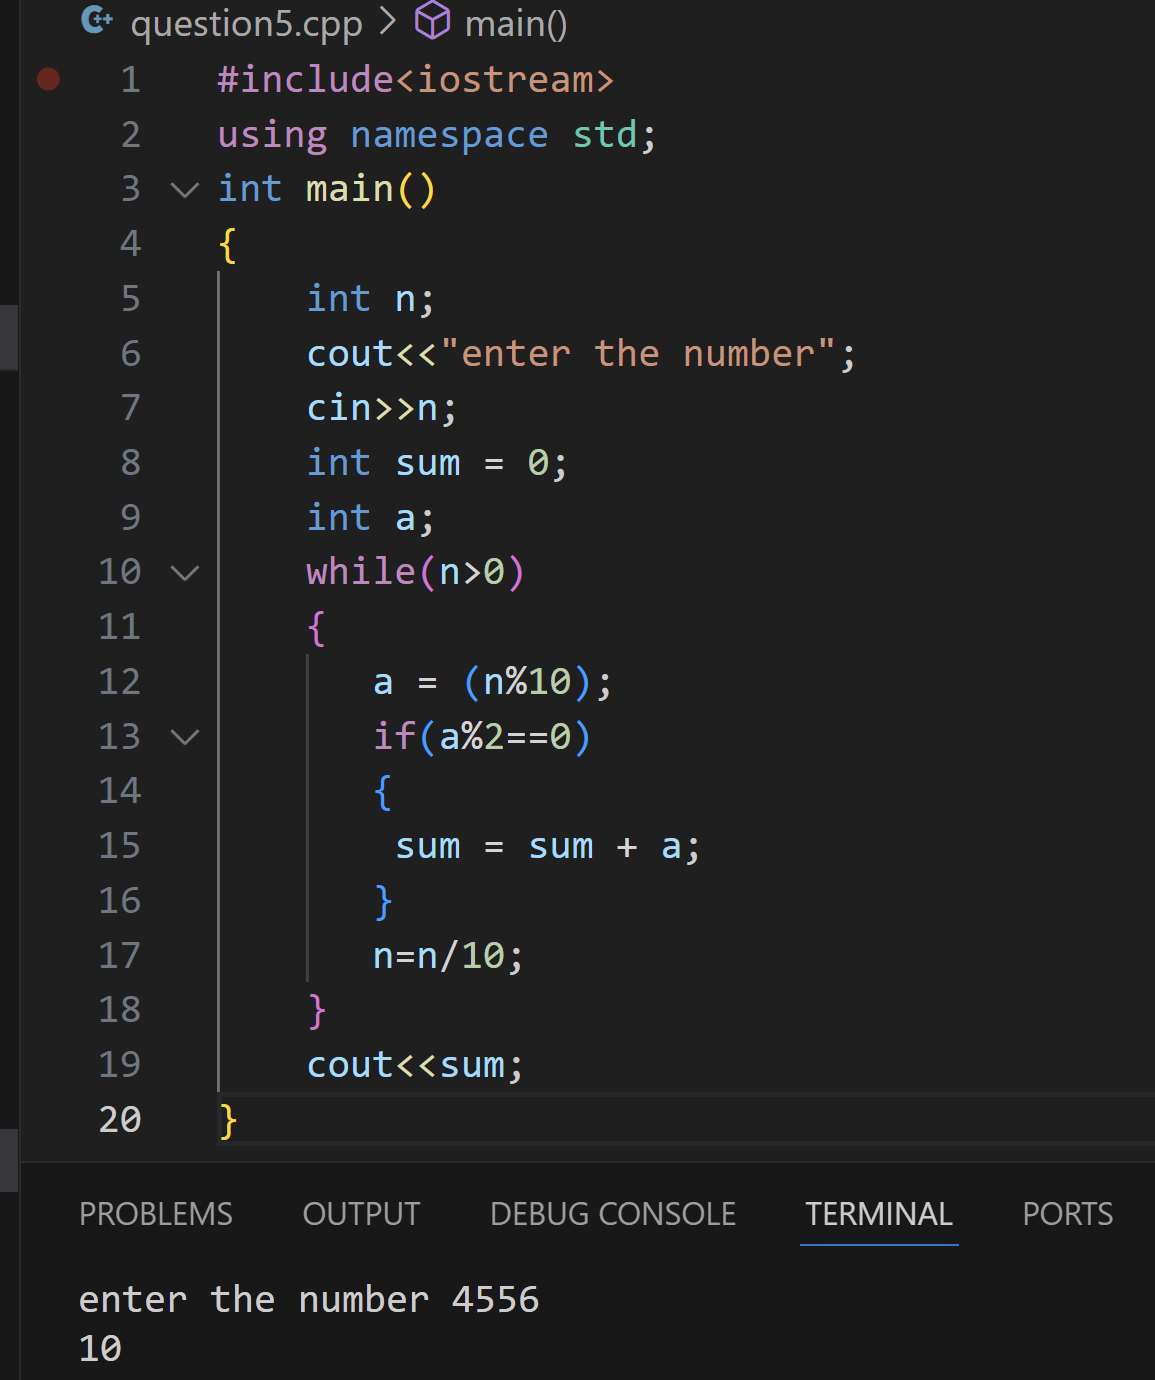 question5.cpp > main()
1 #include<iostream>
2 using namespace std;
3 int main()
4 {
5     int n;
6     cout<<"enter the number";
7     cin>>n;
8     int sum = 0;
9     int a;
10     while(n>0)
11     {
12        a = (n%10);
13        if(a%2==0)
14        {
15         sum = sum + a;
16        }
17        n=n/10;
18     }
19     cout<<sum;
20 }
PROBLEMS OUTPUT DEBUG CONSOLE TERMINAL PORTS
enter the number 4556
10